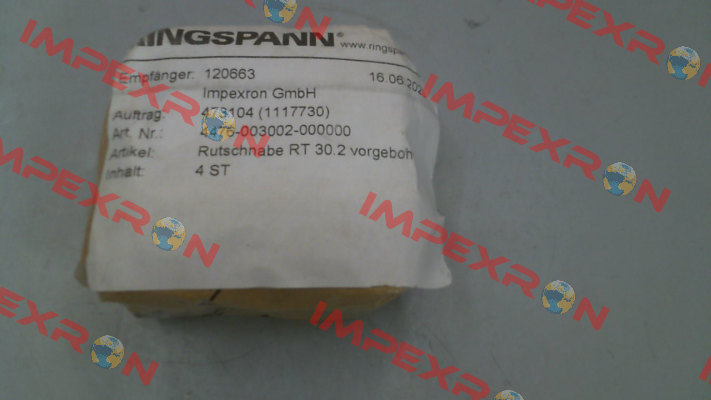 RINGSPANN® www.ringspa
Empfänger: 120663 16.06.202
Impexron GmbH
Auftrag: 473104 (1117730)
Art. Nr.: 4476-003002-000000
Artikel: Rutschnabe RT 30.2 vorgeboh
Inhalt: 4 ST
IMPEXRON
IMPEXRON
IMPEXRON
IMPEXRON
IMPEXRON
IMPEXRON